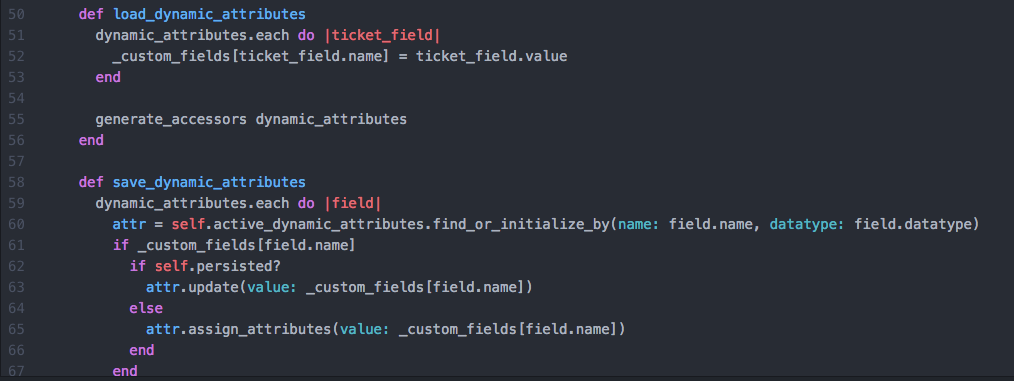 50 def load_dynamic_attributes
51 dynamic_attributes.each do |ticket_field|
52 _custom_fields[ticket_field.name] = ticket_field.value
53 end
54
55 generate_accessors dynamic_attributes
56 end
57
58 def save_dynamic_attributes
59 dynamic_attributes.each do |field|
60 attr = self.active_dynamic_attributes.find_or_initialize_by(name: field.name, datatype: field.datatype)
61 if _custom_fields[field.name]
62 if self.persisted?
63 attr.update(value: _custom_fields[field.name])
64 else
65 attr.assign_attributes(value: _custom_fields[field.name])
66 end
67 end